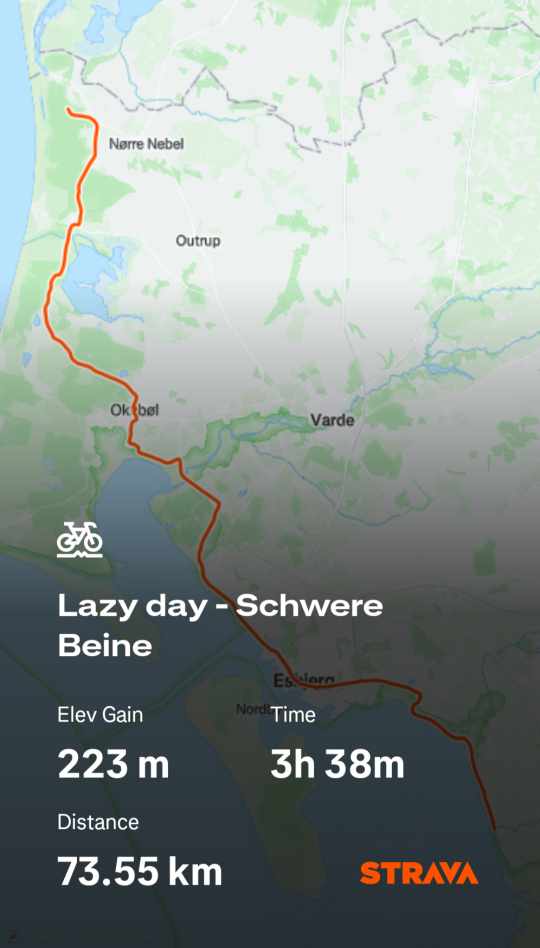 Nørre Nebel
Outrup
Oksbøl
Varde
Lazy day - Schwere
Beine
Esbjerg
Elev Gain
Time
223 m
3h 38m
Distance
73.55 km
STRAVA